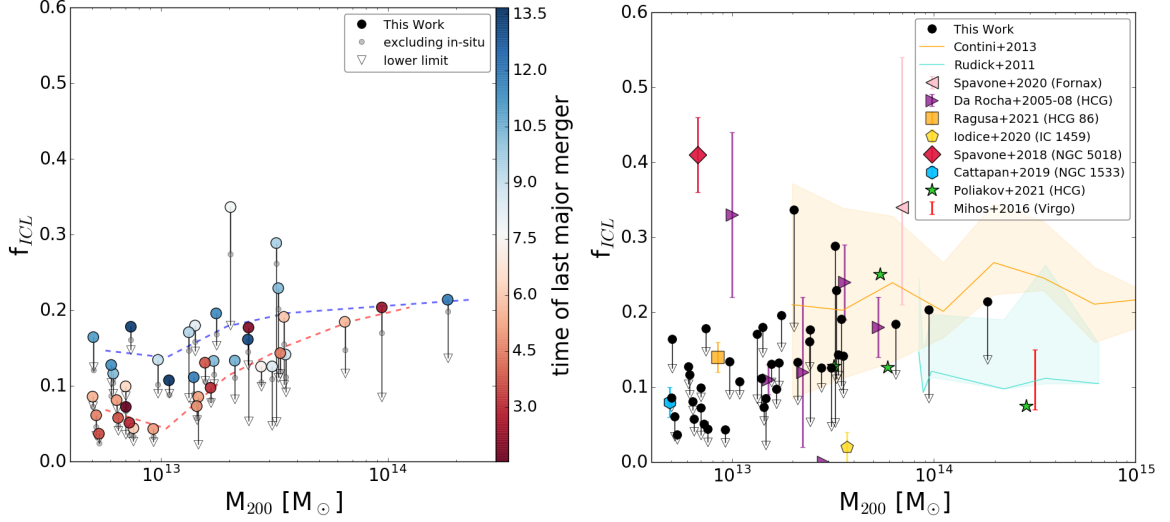 0.6
0.5
0.4
0.3
0.2
0.1
0.0
f_ICL
10^13
10^14
M_200 [M_⊙]
This Work
excluding in-situ
lower limit
13.5
12.0
10.5
9.0
7.5
6.0
4.5
3.0
time of last major merger
0.6
0.5
0.4
0.3
0.2
0.1
0.0
f_ICL
10^13
10^14
10^15
M_200 [M_⊙]
This Work
Contini+2013
Rudick+2011
Spavone+2020 (Fornax)
Da Rocha+2005-08 (HCG)
Ragusa+2021 (HCG 86)
Iodice+2020 (IC 1459)
Spavone+2018 (NGC 5018)
Cattapan+2019 (NGC 1533)
Poliakov+2021 (HCG)
Mihos+2016 (Virgo)